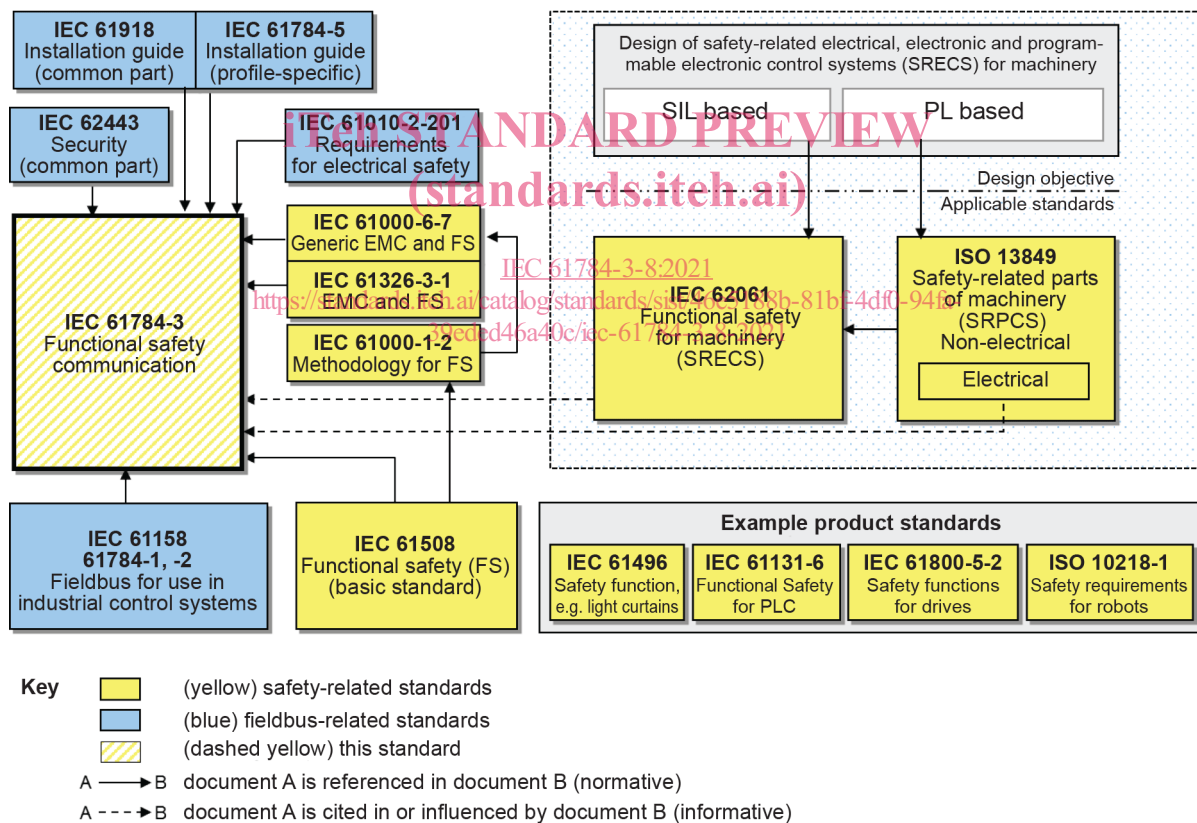 IEC 61918
Installation guide
(common part)
IEC 61784-5
Installation guide
(profile-specific)
IEC 62443
Security
(common part)
IEC 61010-2-201
Requirements
for electrical safety
iTeh STANDARD PREVIEW
(standards.iteh.ai)
IEC 61784-3-8:2021
39eded46a40c/iec-61784-3-8-2021
Design of safety-related electrical, electronic and program-
mable electronic control systems (SRECS) for machinery
SIL based
PL based
Design objective
Applicable standards
IEC 61000-6-7
Generic EMC and FS
IEC 61326-3-1
EMC and FS
IEC 61000-1-2
Methodology for FS
IEC 61784-3
Functional safety
communication
IEC 62061
Functional safety
for machinery
(SRECS)
ISO 13849
Safety-related parts
of machinery
(SRPCS)
Non-electrical
Electrical
IEC 61158
61784-1, -2
Fieldbus for use in
industrial control systems
IEC 61508
Functional safety (FS)
(basic standard)
Example product standards
IEC 61496
Safety function,
e.g. light curtains
IEC 61131-6
Functional Safety
for PLC
IEC 61800-5-2
Safety functions
for drives
ISO 10218-1
Safety requirements
for robots
Key
(yellow) safety-related standards
(blue) fieldbus-related standards
(dashed yellow) this standard
A B document A is referenced in document B (normative)
A B document A is cited in or influenced by document B (informative)